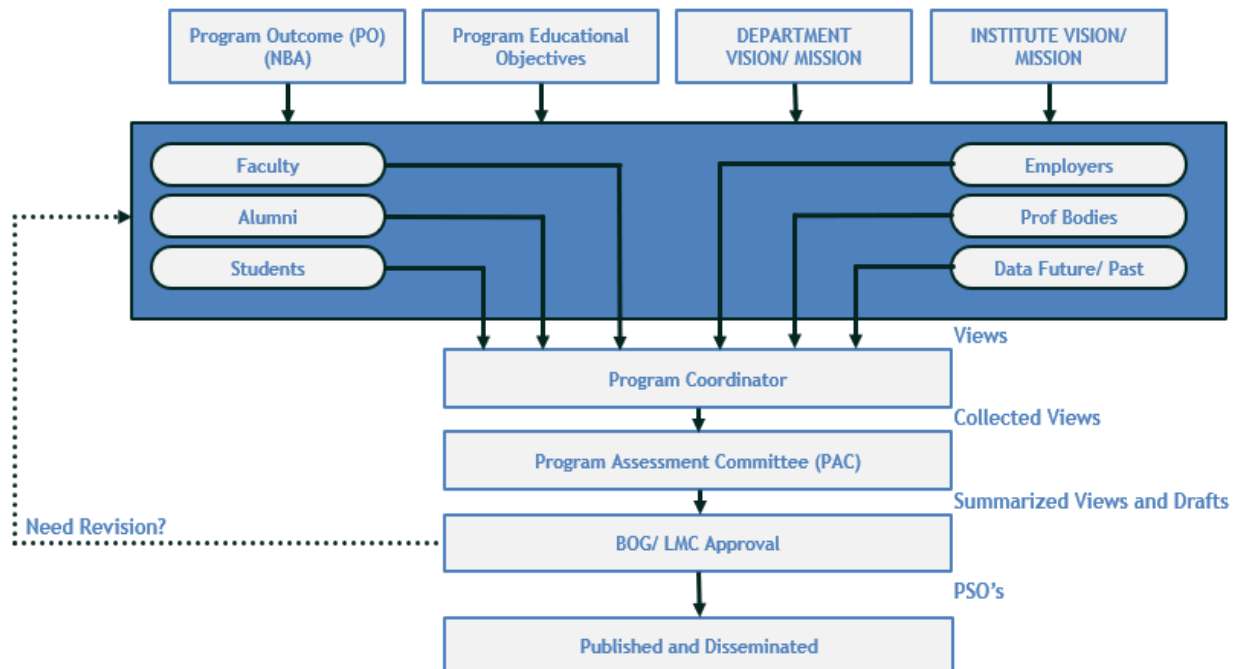 Program Outcome (PO)
(NBA)
Program Educational
Objectives
DEPARTMENT
VISION/ MISSION
INSTITUTE VISION/
MISSION
Faculty
Employers
Alumni
Prof Bodies
Students
Data Future/ Past
Views
Program Coordinator
Collected Views
Program Assessment Committee (PAC)
Summarized Views and Drafts
Need Revision?
BOG/ LMC Approval
PSO's
Published and Disseminated